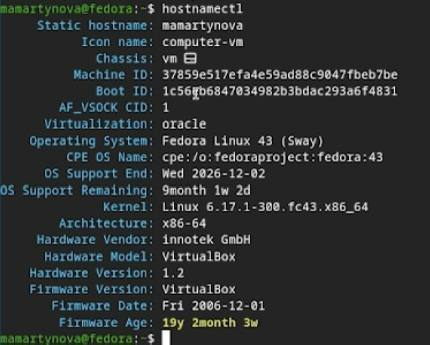 mamartynova@fedora:~$ hostnamectl
Static hostname: mamartynova
Icon name: computer-vm
Chassis: vm
Machine ID: 37859e517efa4e59ad88c9047fbeb7be
Boot ID:
AF_VSOCK CID: 1
Virtualization: oracle
Operating System: Fedora Linux 43 (Sway)
CPE OS Name: cpe:/o:fedoraproject:fedora:43
OS Support End: Wed 2026-12-02
OS Support Remaining: 9month 1w 2d
Kernel: Linux 6.17.1-300.fc43.x86_64
Architecture: x86-64
Hardware Vendor: innotek GmbH
Hardware Model: VirtualBox
Hardware Version: 1.2
Firmware Version: VirtualBox
Firmware Date: Fri 2006-12-01
Firmware Age: 19y 2month 3w
mamartynova@fedora:~$